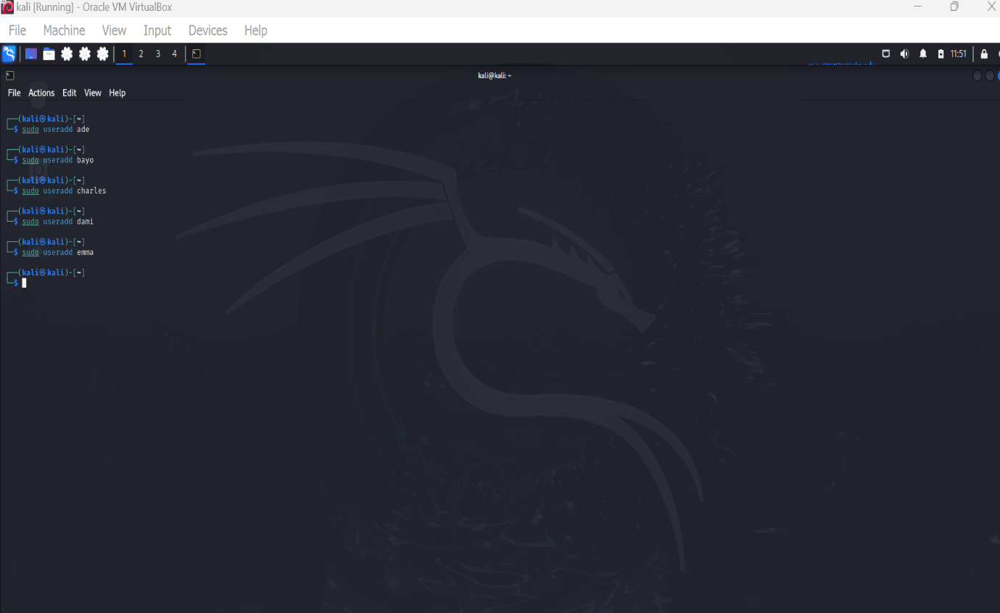 kali [Running] - Oracle VM VirtualBox
File Machine View Input Devices Help
1 2 3 4 11:51
kali@kali: ~
File Actions Edit View Help
┌──(kali㉿kali)-[~]
└─$ sudo useradd ade
┌──(kali㉿kali)-[~]
└─$ sudo useradd bayo
┌──(kali㉿kali)-[~]
└─$ sudo useradd charles
┌──(kali㉿kali)-[~]
└─$ sudo useradd dami
┌──(kali㉿kali)-[~]
└─$ sudo useradd emma
┌──(kali㉿kali)-[~]
└─$